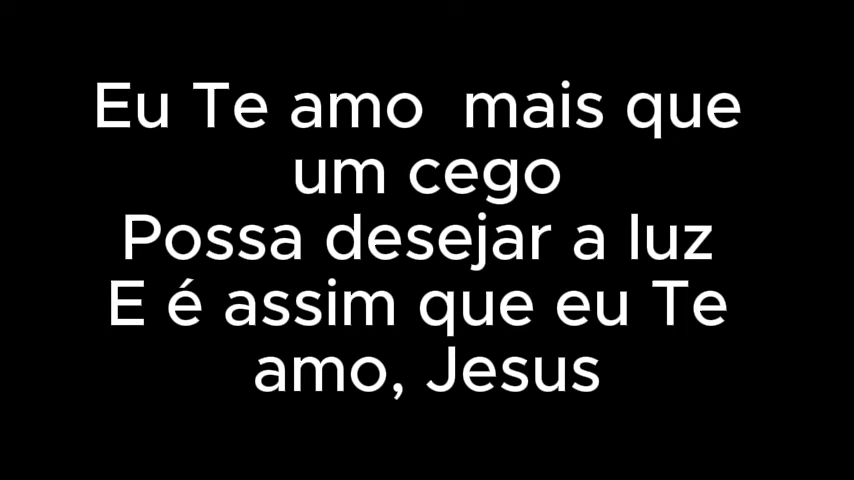 Eu Te amo  mais que
um cego
Possa desejar a luz
E é assim que eu Te
amo, Jesus